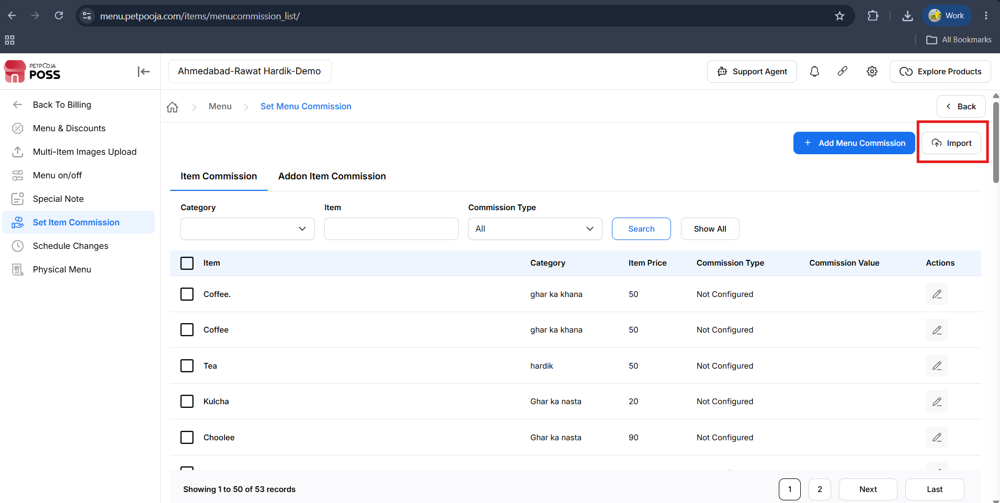 menu.petpooja.com/items/menucommission_list/
Work
All Bookmarks
PETPOOJA
POSS
Ahmedabad-Rawat Hardik-Demo
Support Agent
Explore Products
Back To Billing
Menu & Discounts
Multi-Item Images Upload
Menu on/off
Special Note
Set Item Commission
Schedule Changes
Physical Menu
Menu
Set Menu Commission
Back
+ Add Menu Commission
Import
Item Commission
Addon Item Commission
Category
Item
Commission Type
All
Search
Show All
Item Category Item Price Commission Type Commission Value Actions
Coffee. ghar ka khana 50 Not Configured
Coffee ghar ka khana 50 Not Configured
Tea hardik 50 Not Configured
Kulcha Ghar ka nasta 20 Not Configured
Choolee Ghar ka nasta 90 Not Configured
Showing 1 to 50 of 53 records
1 2 Next Last